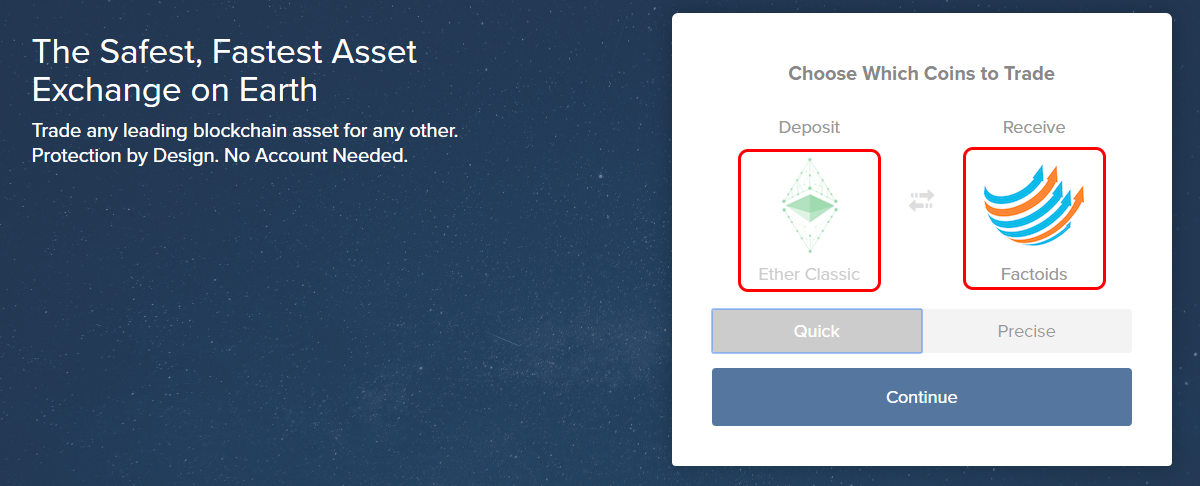 The Safest, Fastest Asset
Exchange on Earth
Trade any leading blockchain asset for any other.
Protection by Design. No Account Needed.
Choose Which Coins to Trade
Deposit
Receive
Ether Classic
Factoids
Quick
Precise
Continue